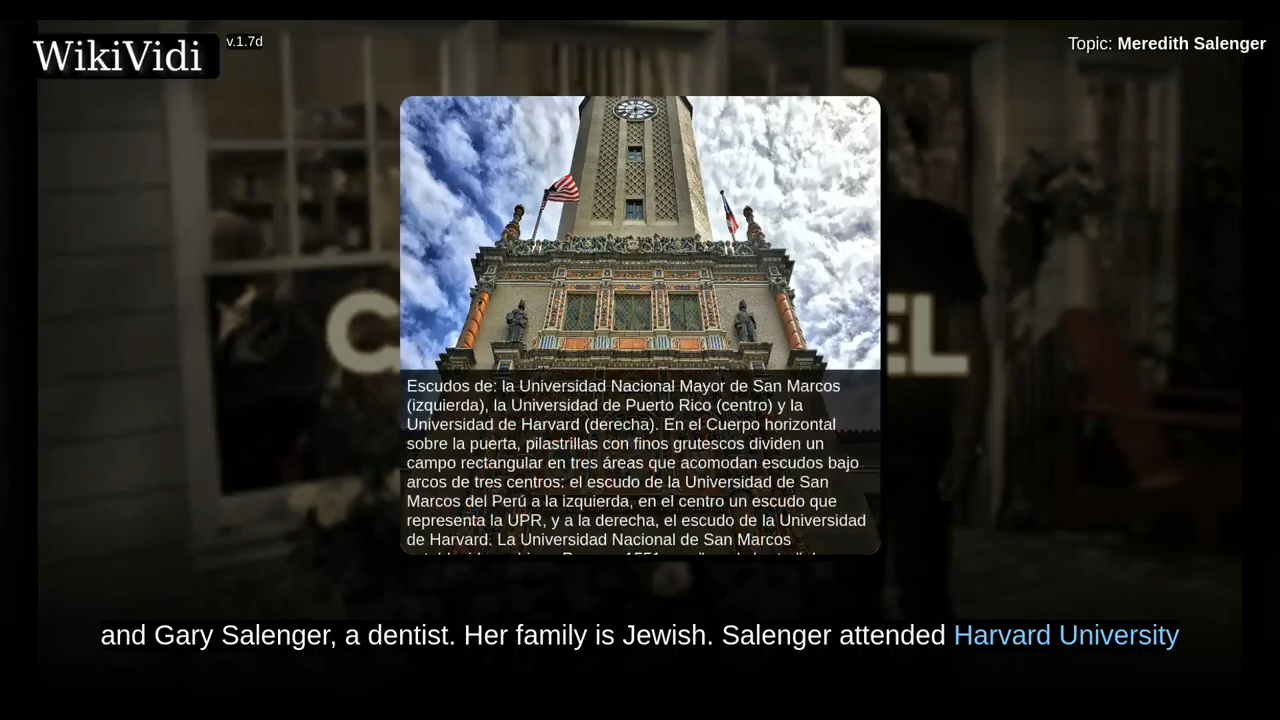 WikiVidi
v.1.7d
Topic: Meredith Salenger
Escudos de: la Universidad Nacional Mayor de San Marcos
(izquierda), la Universidad de Puerto Rico (centro) y la
Universidad de Harvard (derecha). En el Cuerpo horizontal
sobre la puerta, pilastrillas con finos grutescos dividen un
campo rectangular en tres áreas que acomodan escudos bajo
arcos de tres centros: el escudo de la Universidad de San
Marcos del Perú a la izquierda, en el centro un escudo que
representa la UPR, y a la derecha, el escudo de la Universidad
de Harvard. La Universidad Nacional de San Marcos
and Gary Salenger, a dentist. Her family is Jewish. Salenger attended Harvard University